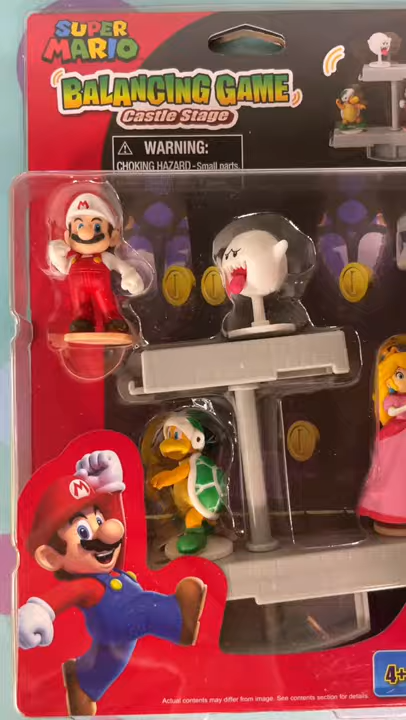 SUPER
MARIO
BALANCING GAME
Castle Stage
WARNING:
CHOKING HAZARD - Small parts
M
M
Actual contents may differ from image. See contents section for details.
4+